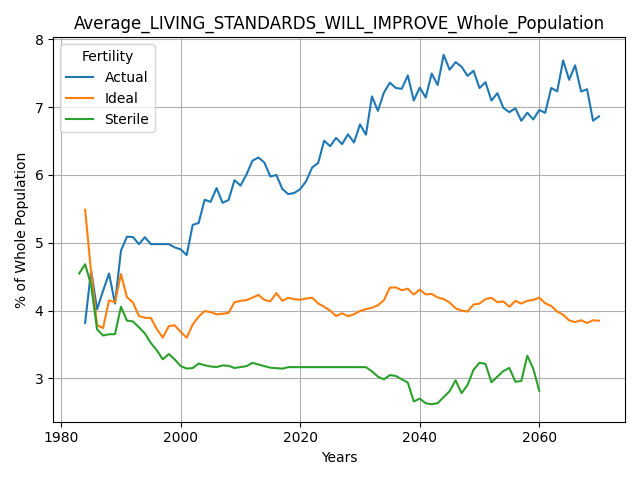 Average_LIVING_STANDARDS_WILL_IMPROVE_Whole_Population
Fertility
Actual
Ideal
Sterile
% of Whole Population
8
7
6
5
4
3
1980
2000
2020
2040
2060
Years